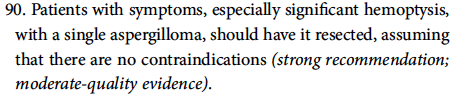 90. Patients with symptoms, especially significant hemoptysis,
with a single aspergilloma, should have it resected, assuming
that there are no contraindications (strong recommendation;
moderate-quality evidence).